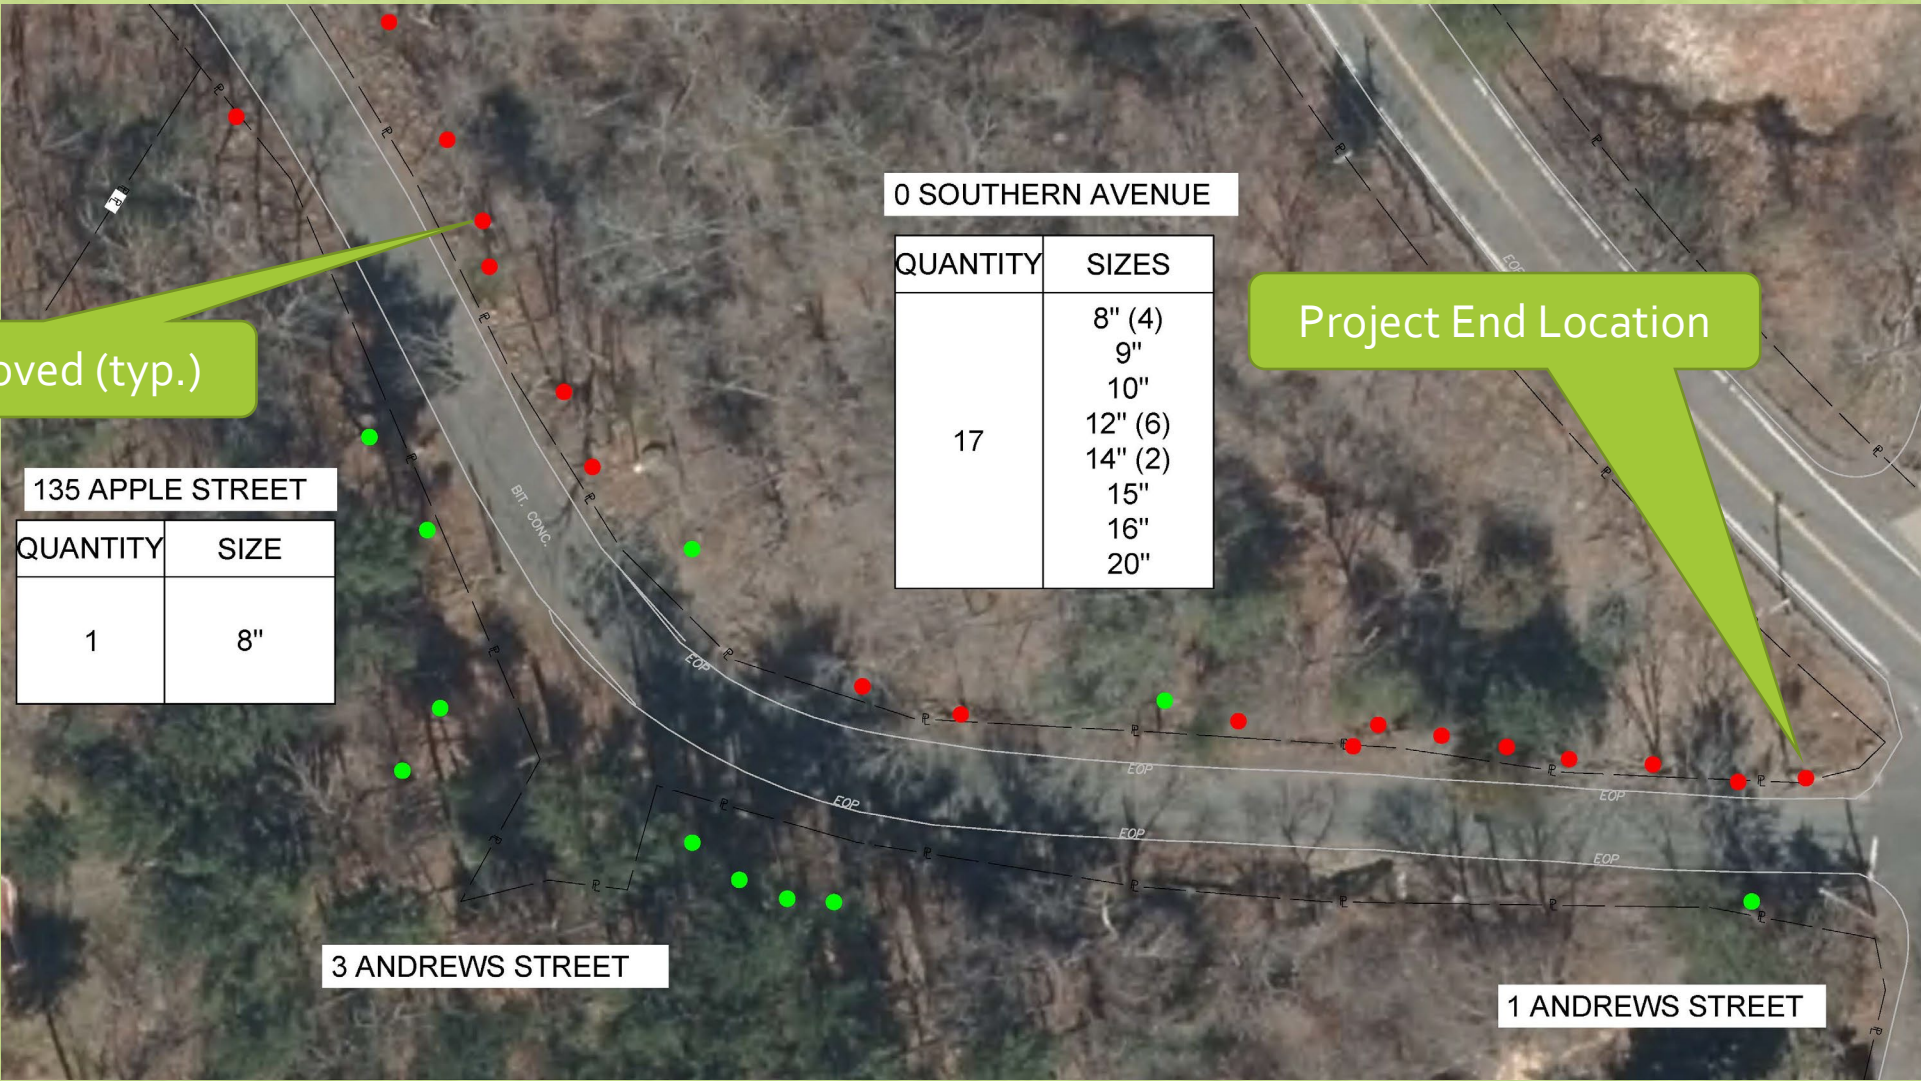 0 SOUTHERN AVENUE
QUANTITY SIZES
17
8" (4)
9"
10"
12" (6)
14" (2)
15"
16"
20"
Project End Location
oved (typ.)
135 APPLE STREET
QUANTITY SIZE
1 8"
BIT. CONC.
EOP
EOP
EOP
EOP
EOP
EOP
EOP
3 ANDREWS STREET
1 ANDREWS STREET